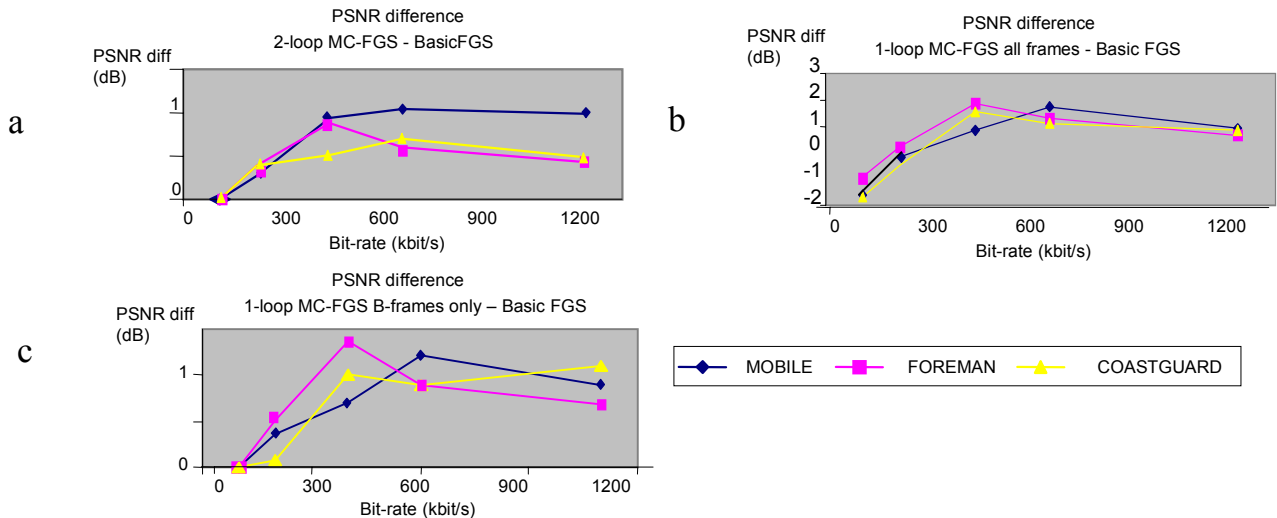 PSNR difference
2-loop MC-FGS - BasicFGS
PSNR diff
(dB)
a
1
0
0 300 600 900 1200
Bit-rate (kbit/s)
PSNR difference
1-loop MC-FGS all frames - Basic FGS
PSNR diff
(dB)
b
3
2
1
0
-1
-2
0 300 600 900 1200
Bit-rate (kbit/s)
PSNR difference
1-loop MC-FGS B-frames only – Basic FGS
PSNR diff
(dB)
c
1
0
0 300 600 900 1200
Bit-rate (kbit/s)
MOBILE FOREMAN COASTGUARD